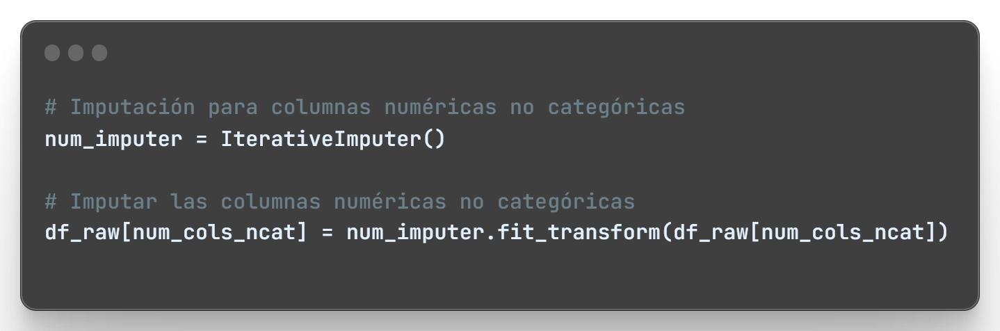 # Imputación para columnas numéricas no categóricas
num_imputer = IterativeImputer()
# Imputar las columnas numéricas no categóricas
df_raw[num_cols_ncat] = num_imputer.fit_transform(df_raw[num_cols_ncat])